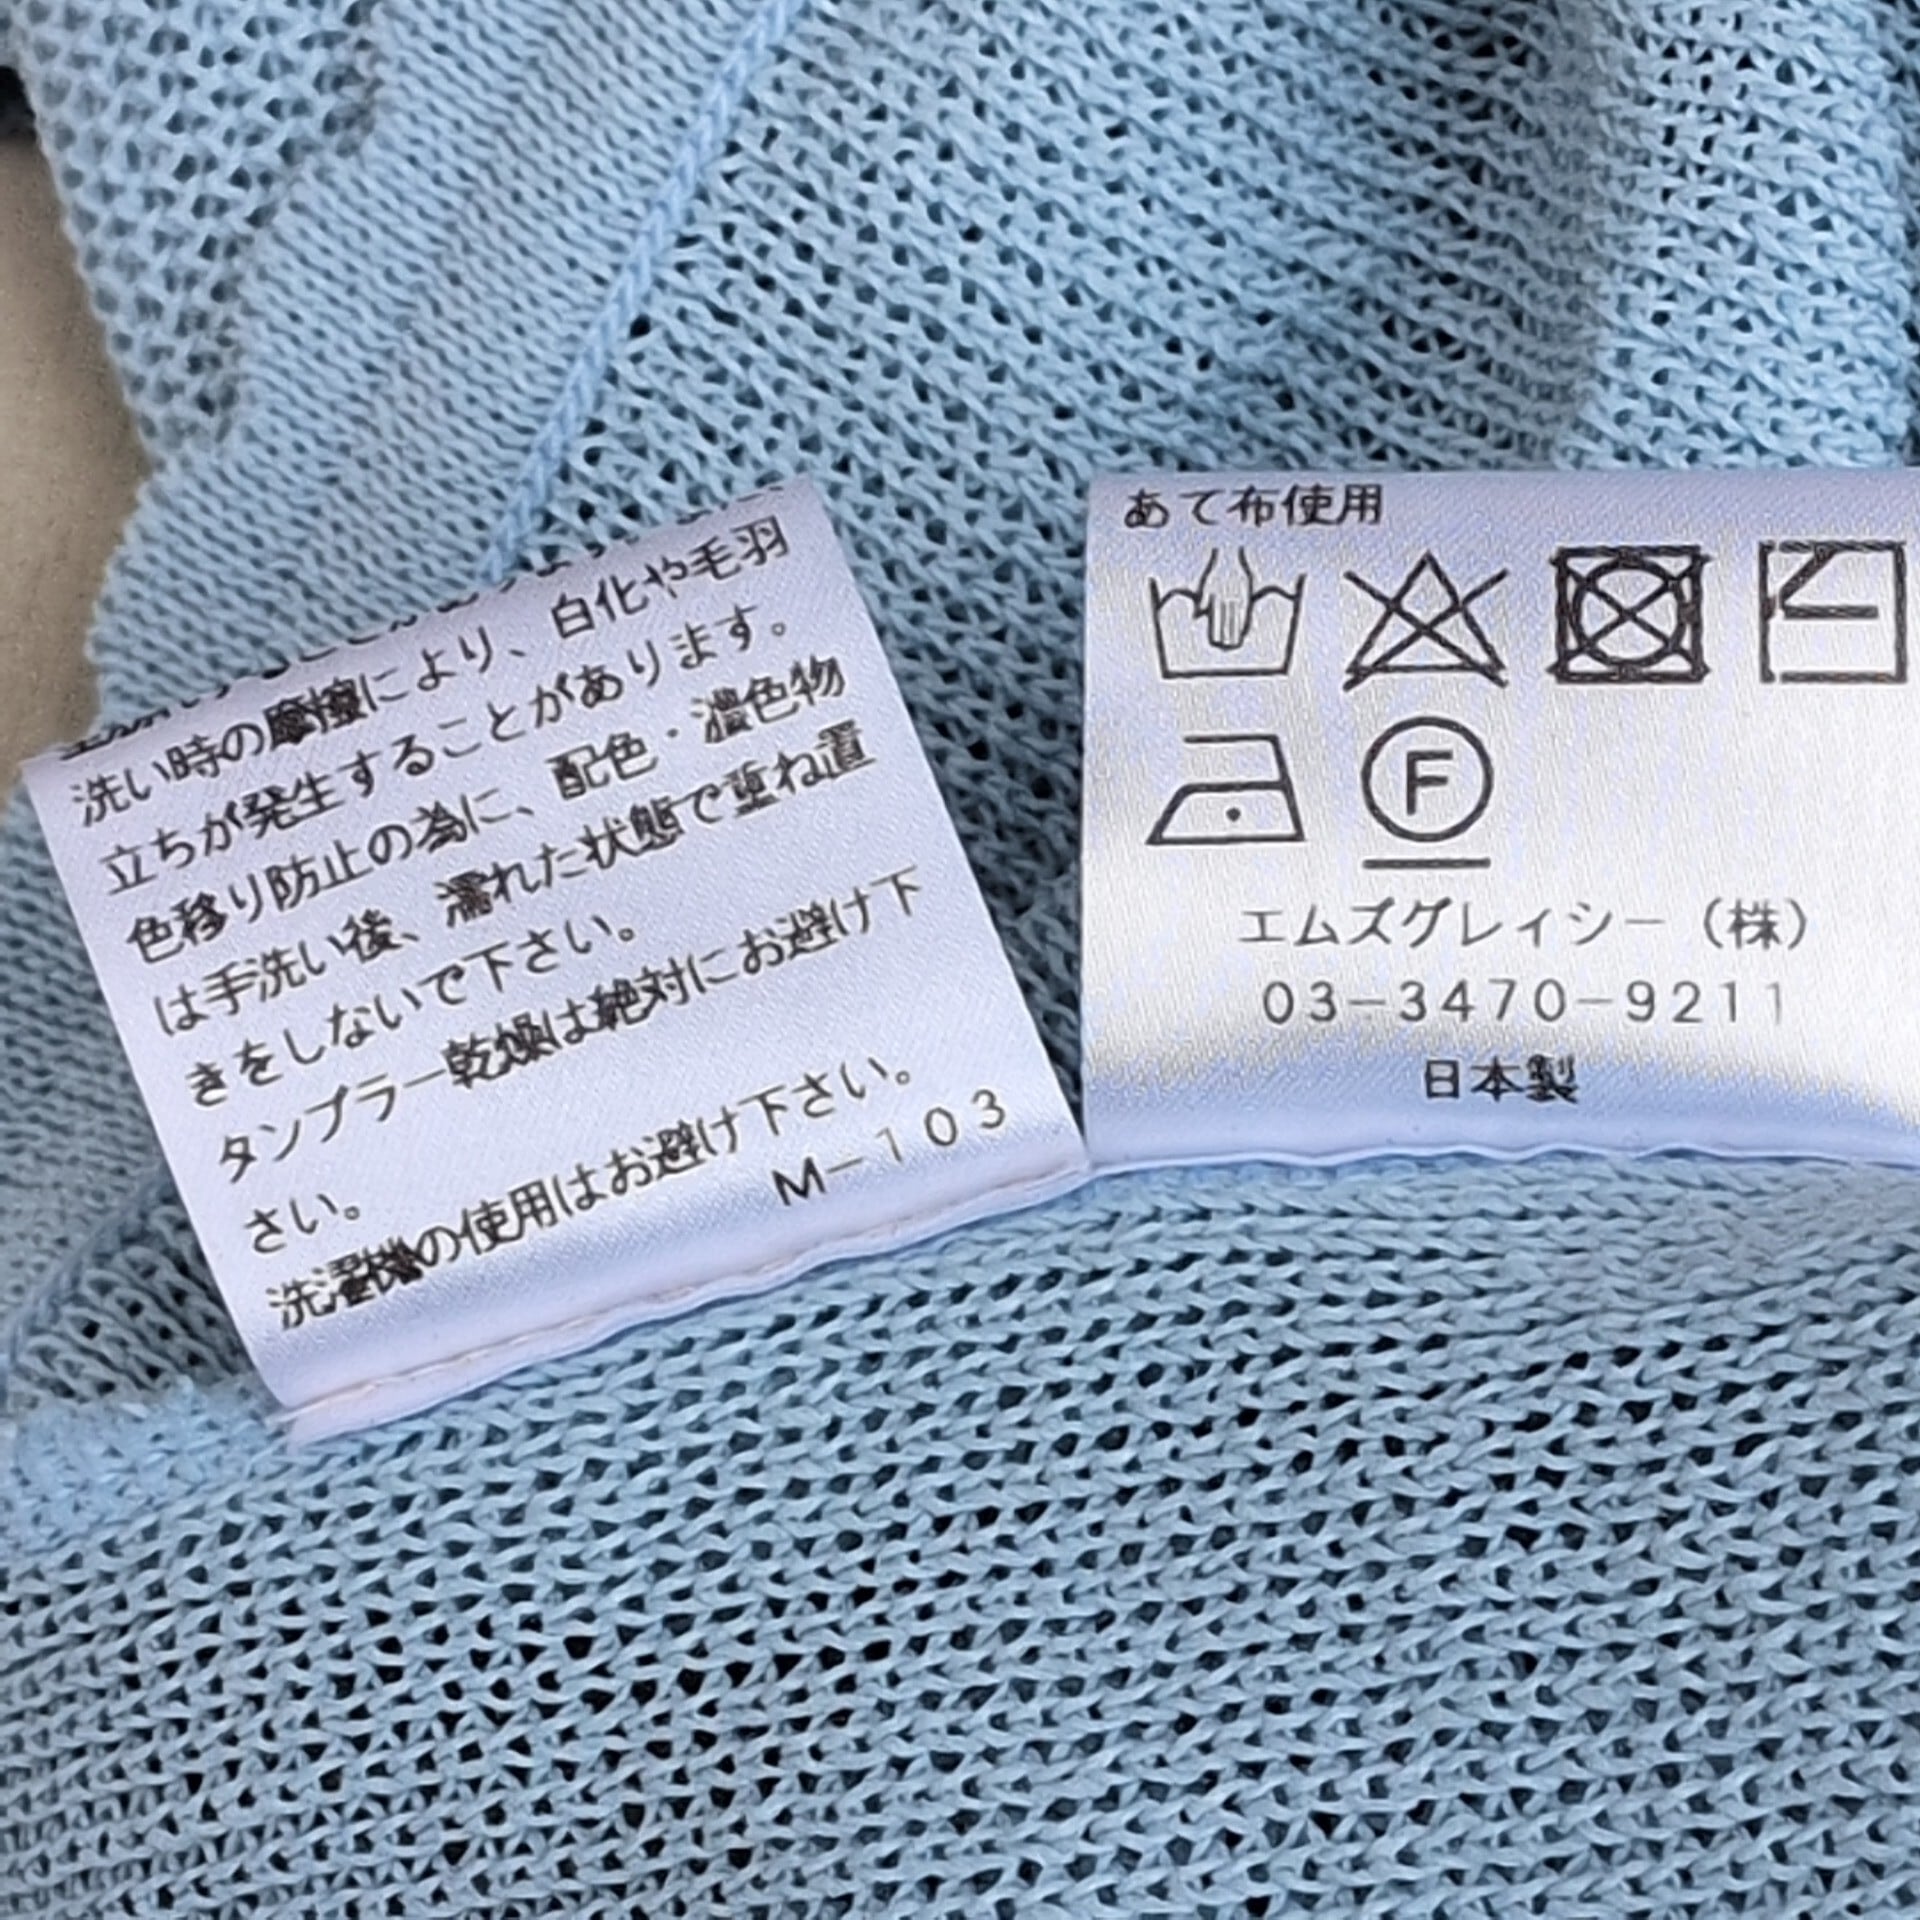 洗い時の摩擦により、白化や毛羽
立ちが発生することがあります。
色移り防止の為に、配色・濃色物
は手洗い後、濡れた状態で重ね置
きをしないで下さい。
タンブラー乾燥は絶対にお避け下
さい。
洗濯機の使用はお避け下さい。
M-103
あて布使用
F
エムズグレィシー（株）
03-3470-9211
日本製